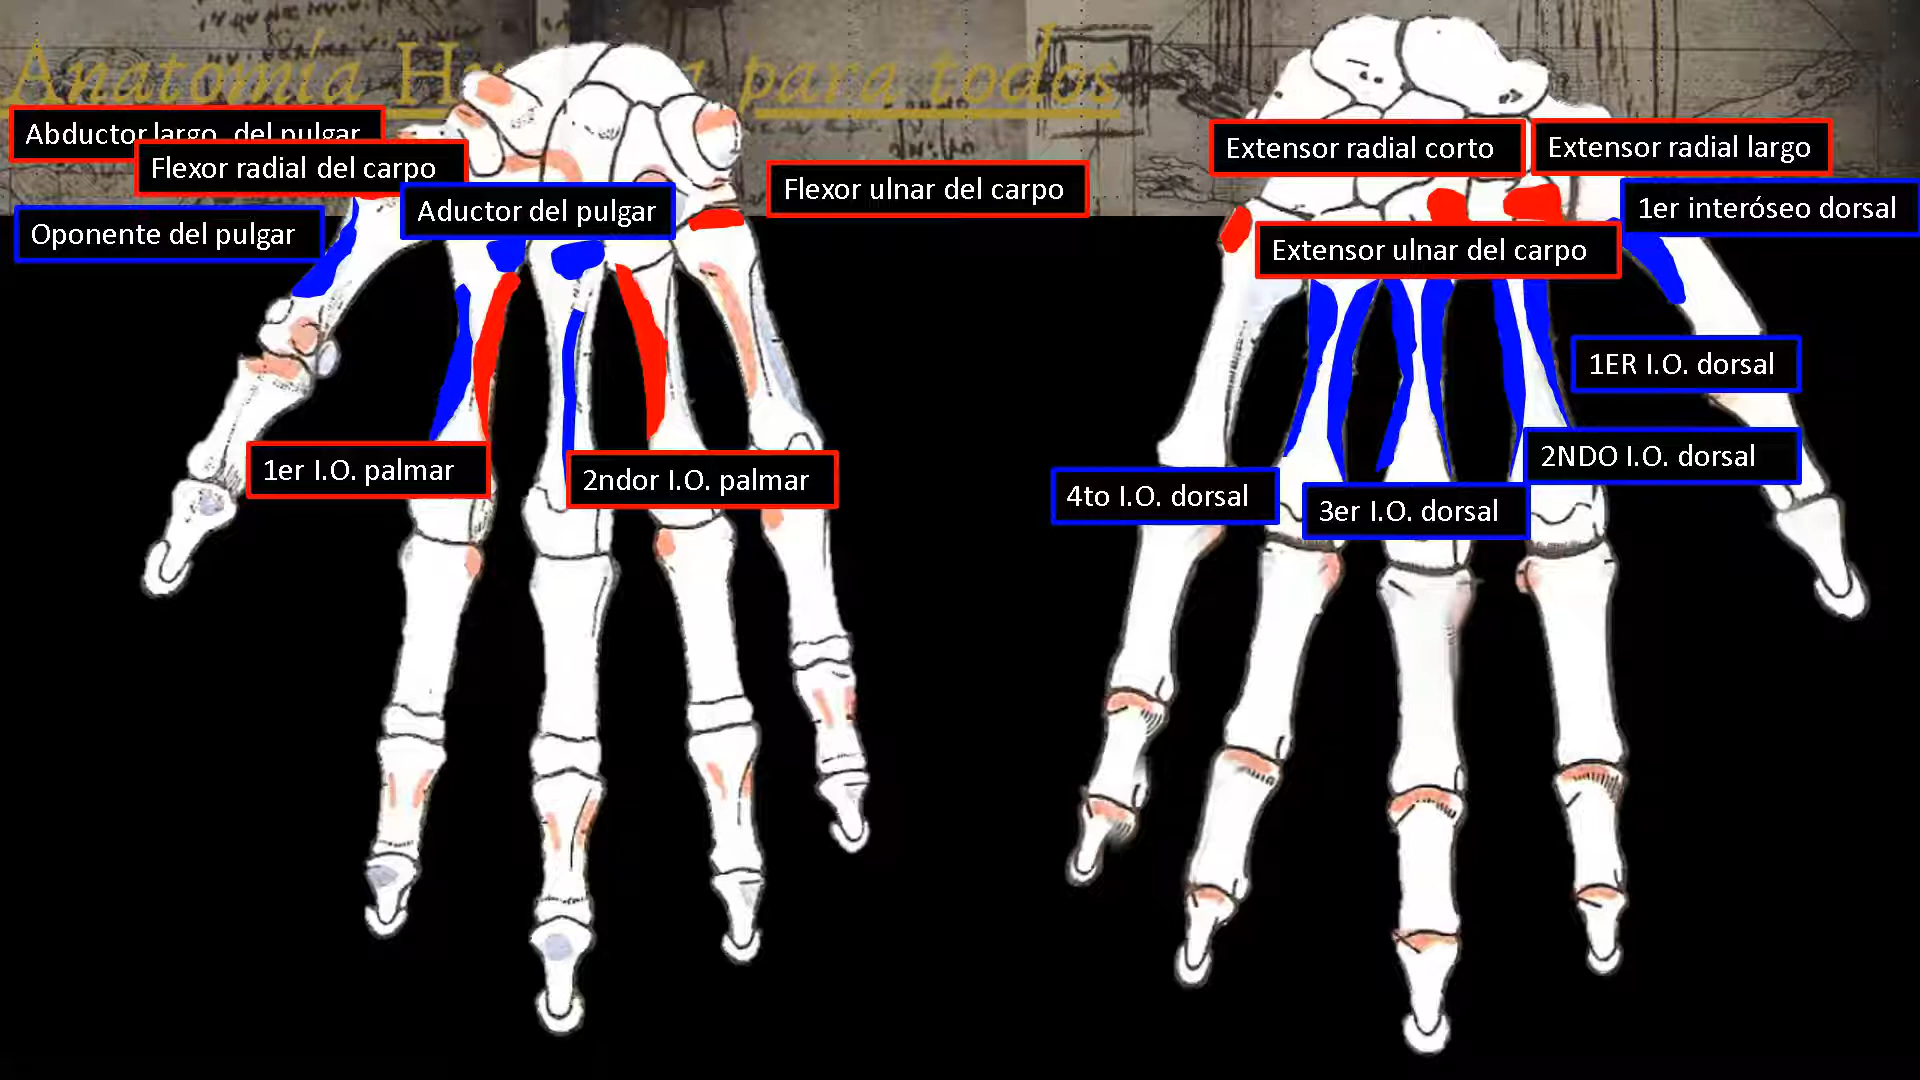 Anatomía Hu a para todos
Abductor largo del pulgar
Flexor radial del carpo
Oponente del pulgar
Aductor del pulgar
Flexor ulnar del carpo
1er I.O. palmar
2ndor I.O. palmar
Extensor radial corto
Extensor radial largo
1er interóseo dorsal
Extensor ulnar del carpo
1ER I.O. dorsal
2NDO I.O. dorsal
4to I.O. dorsal
3er I.O. dorsal